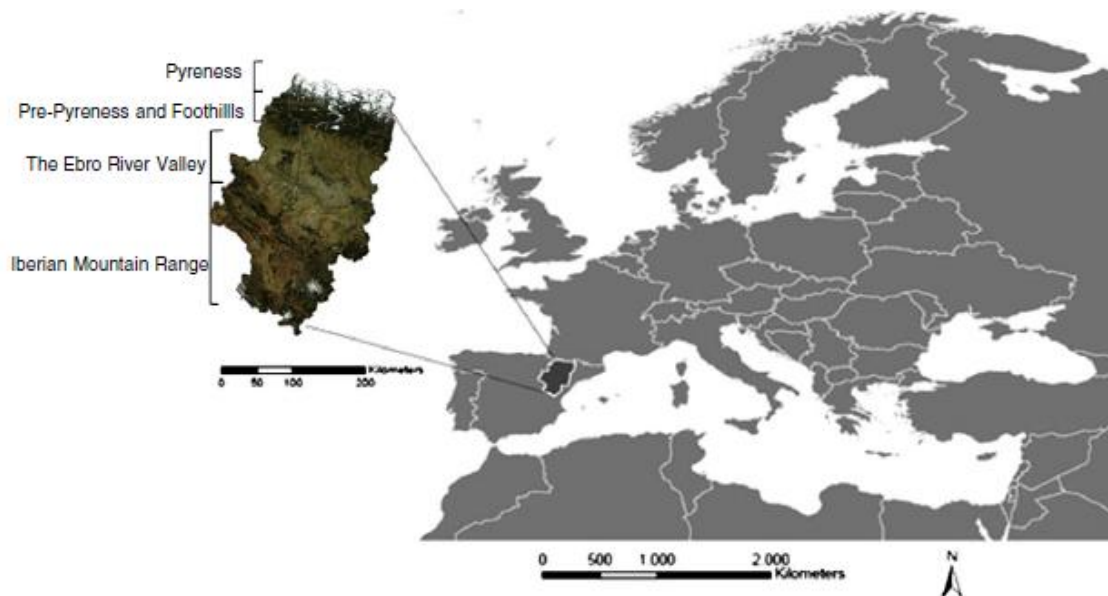 Pyreness
Pre-Pyreness and Foothillls
The Ebro River Valley
Iberian Mountain Range
Kilometers
0 50 100 200
0 500 1 000 2 000
Kilometers
N